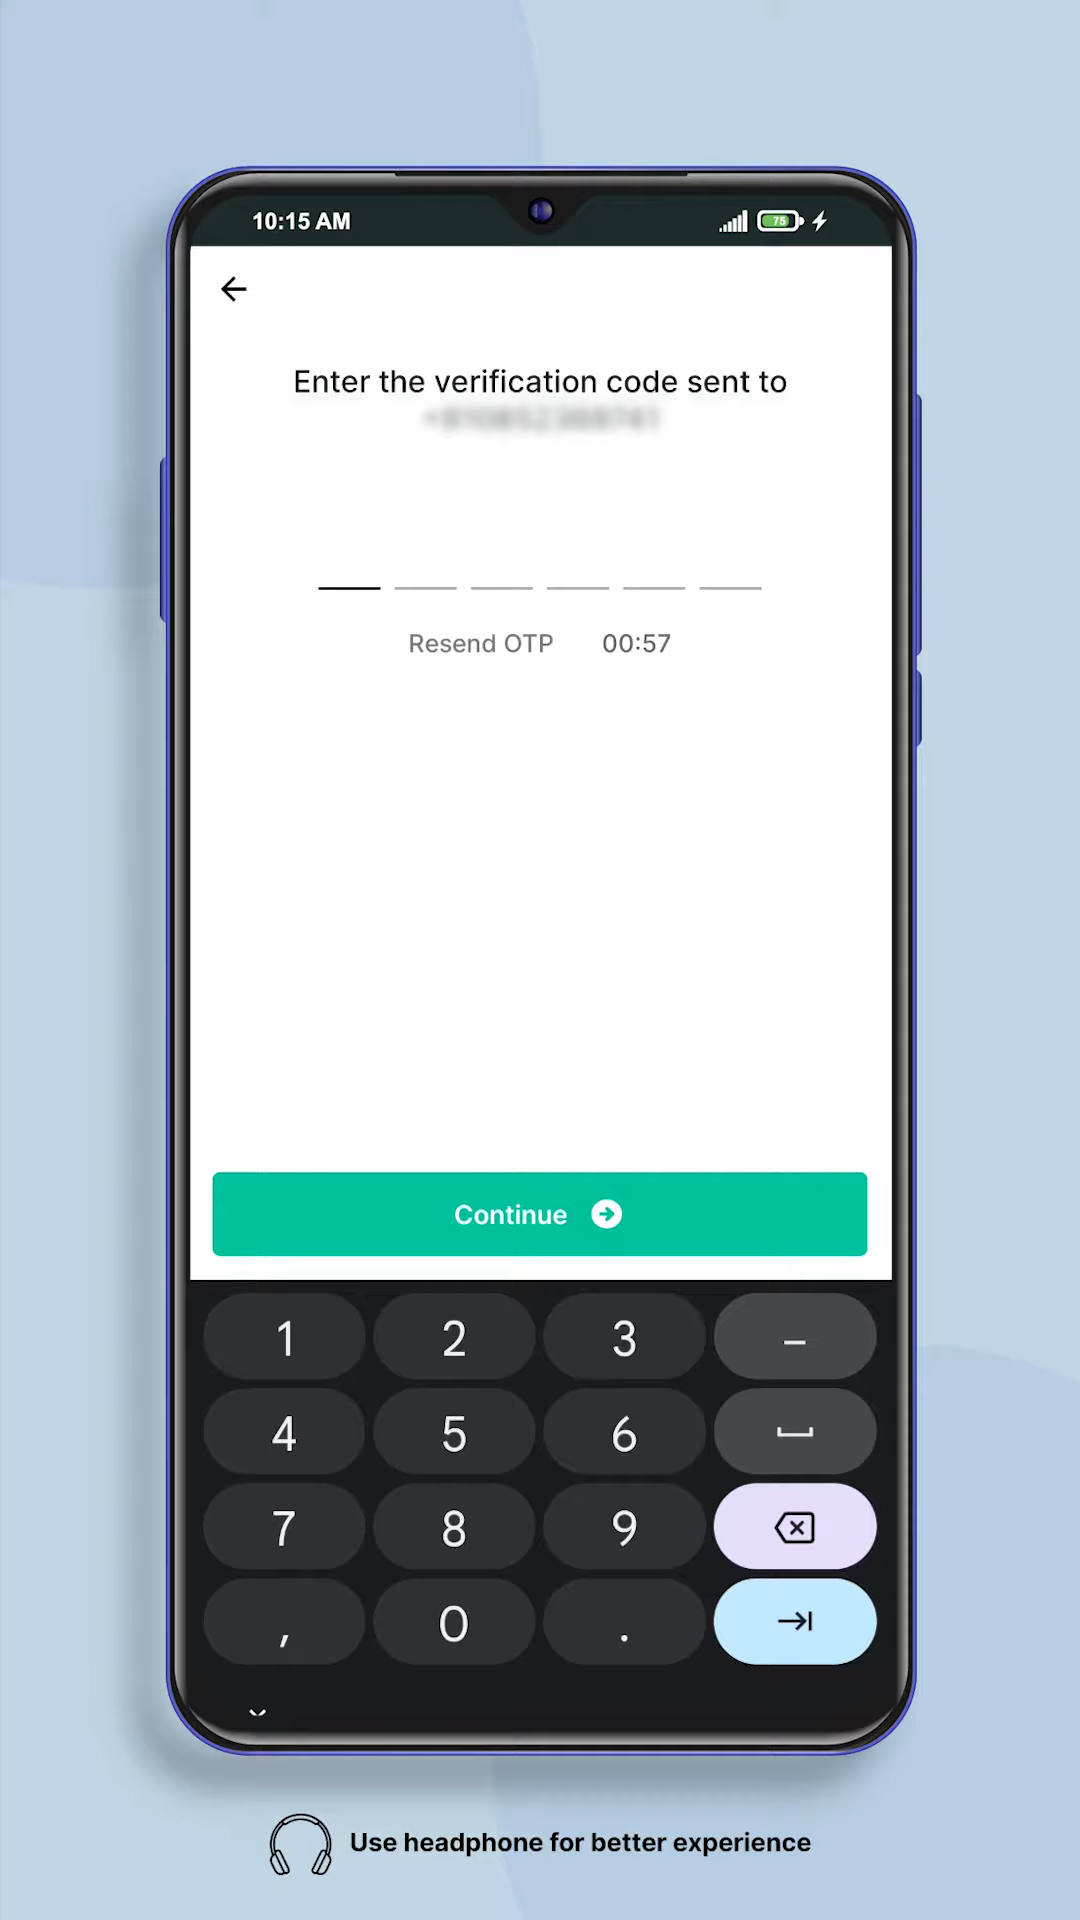 10:15 AM
75
Enter the verification code sent to
Resend OTP 00:57
Continue
1 2 3 –
4 5 6
7 8 9
, 0 .
Use headphone for better experience